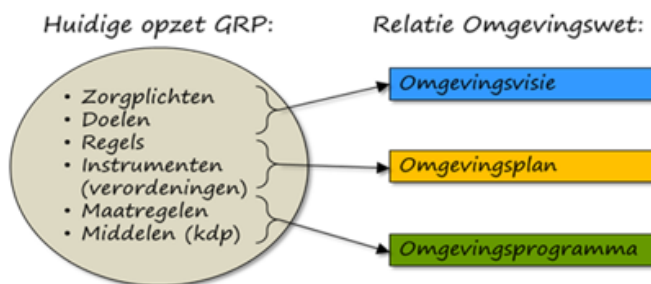 Huidige opzet GRP:
• Zorgplichten
• Doelen
• Regels
• Instrumenten
(verordeningen)
• Maatregelen
• Middelen (kdp)
Relatie Omgevingswet:
Omgevingsvisie
Omgevingsplan
Omgevingsprogramma